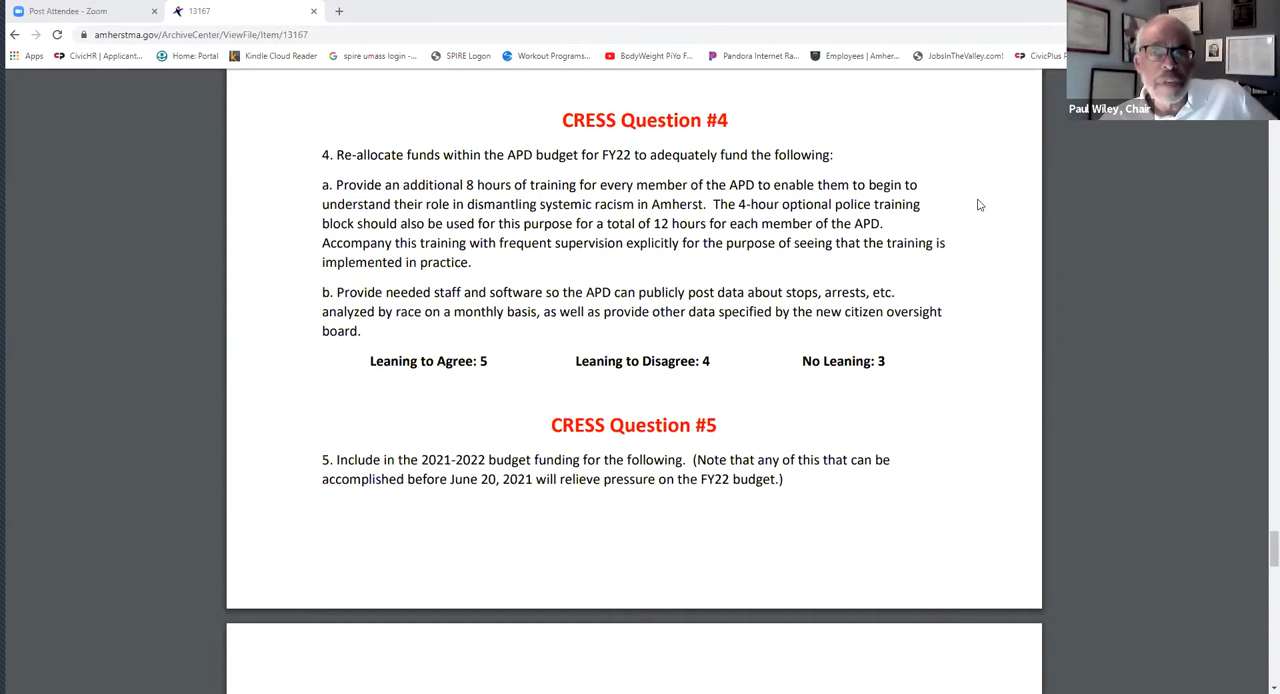 Post Attendee - Zoom
13167
amherstma.gov/ArchiveCenter/ViewFile/Item/13167
Apps
CivicHR | Applicant...
Home: Portal
Kindle Cloud Reader
spire umass login -...
SPIRE Logon
Workout Programs...
BodyWeight PiYo F...
Pandora Internet Ra...
Employees | Amher...
JobsInTheValley.com!
CivicPlus
Paul Wiley, Chair
CRESS Question #4
4. Re-allocate funds within the APD budget for FY22 to adequately fund the following:
a. Provide an additional 8 hours of training for every member of the APD to enable them to begin to
understand their role in dismantling systemic racism in Amherst. The 4-hour optional police training
block should also be used for this purpose for a total of 12 hours for each member of the APD.
Accompany this training with frequent supervision explicitly for the purpose of seeing that the training is
implemented in practice.
b. Provide needed staff and software so the APD can publicly post data about stops, arrests, etc.
analyzed by race on a monthly basis, as well as provide other data specified by the new citizen oversight
board.
Leaning to Agree: 5 Leaning to Disagree: 4 No Leaning: 3
CRESS Question #5
5. Include in the 2021-2022 budget funding for the following. (Note that any of this that can be
accomplished before June 20, 2021 will relieve pressure on the FY22 budget.)